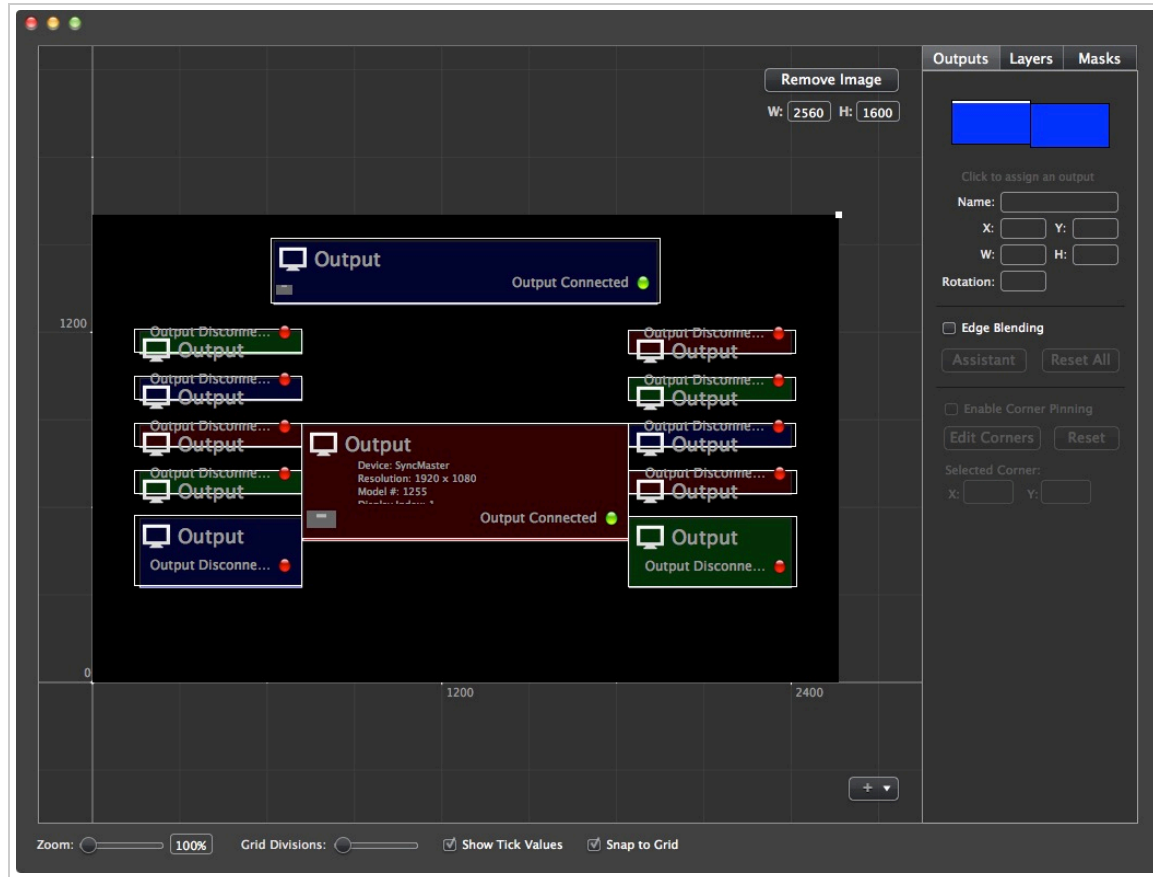 Outputs Layers Masks
Remove Image
W: 2560 H: 1600
Click to assign an output
Name:
X: Y:
W: H:
Rotation:
Edge Blending
Assistant Reset All
Enable Corner Pinning
Edit Corners Reset
Selected Corner:
X: Y:
Output
Output Connected
1200
Output Disconne...
Output
Output Disconne...
Output
Output Disconne...
Output
Output Disconne...
Output
Output
Output Disconne...
Output
Device: SyncMaster
Resolution: 1920 x 1080
Model #: 1255
Display Index: 1
Output Connected
Output Disconne...
Output
Output Disconne...
Output
Output Disconne...
Output
Output Disconne...
Output
Output
Output Disconne...
0
1200 2400
+
Zoom: 100% Grid Divisions: Show Tick Values Snap to Grid